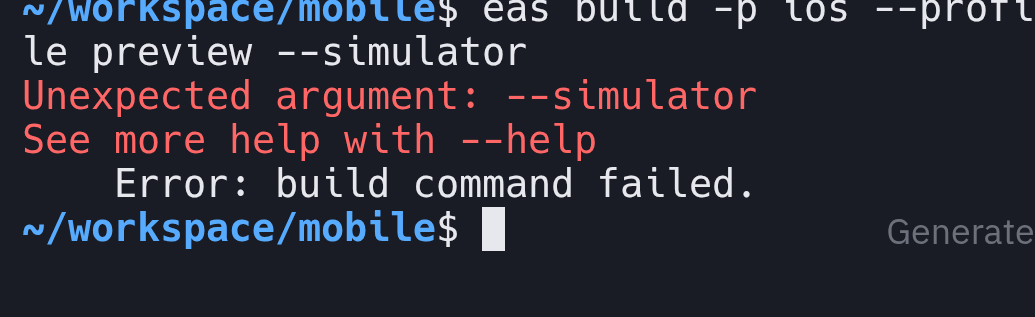 ~/workspace/mobile$ eas build -p ios --profi
le preview --simulator
Unexpected argument: --simulator
See more help with --help
    Error: build command failed.
~/workspace/mobile$
Generate